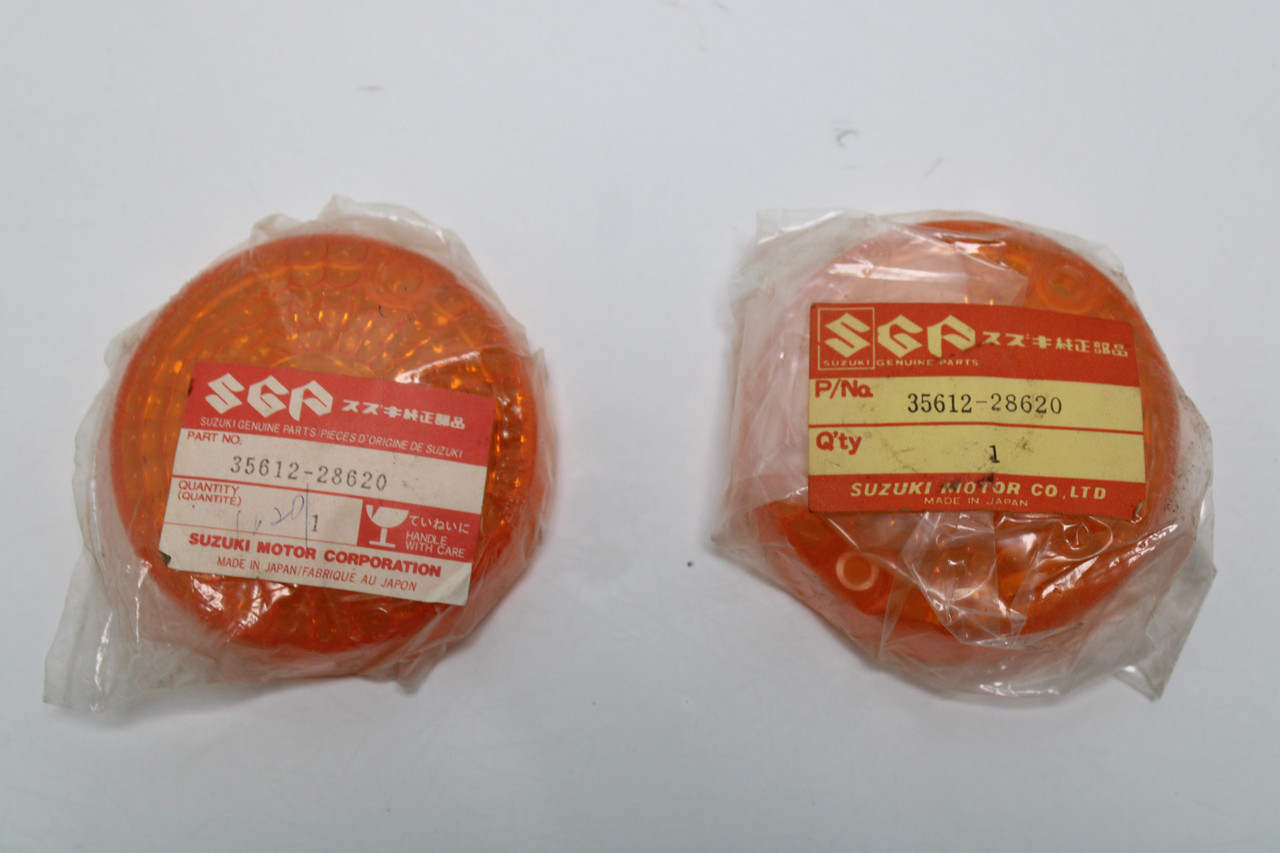 SGP スズキ純正部品
SUZUKI GENUINE PARTS/PIECES D'ORIGINE DE SUZUKI
PART NO.
35612-28620
QUANTITY
(QUANTITÉ)
1
ていねいに
HANDLE
WITH CARE
SUZUKI MOTOR CORPORATION
MADE IN JAPAN/FABRIQUÉ AU JAPON
SGP スズキ純正部品
SUZUKI GENUINE PARTS
P/No.
35612-28620
Q'ty
1
SUZUKI MOTOR CO.,LTD
MADE IN JAPAN